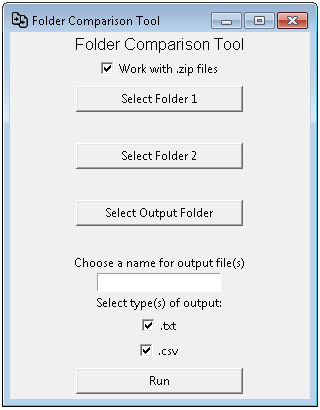 Folder Comparison Tool
Folder Comparison Tool
Work with .zip files
Select Folder 1
Select Folder 2
Select Output Folder
Choose a name for output file(s)
Select type(s) of output:
.txt
.csv
Run